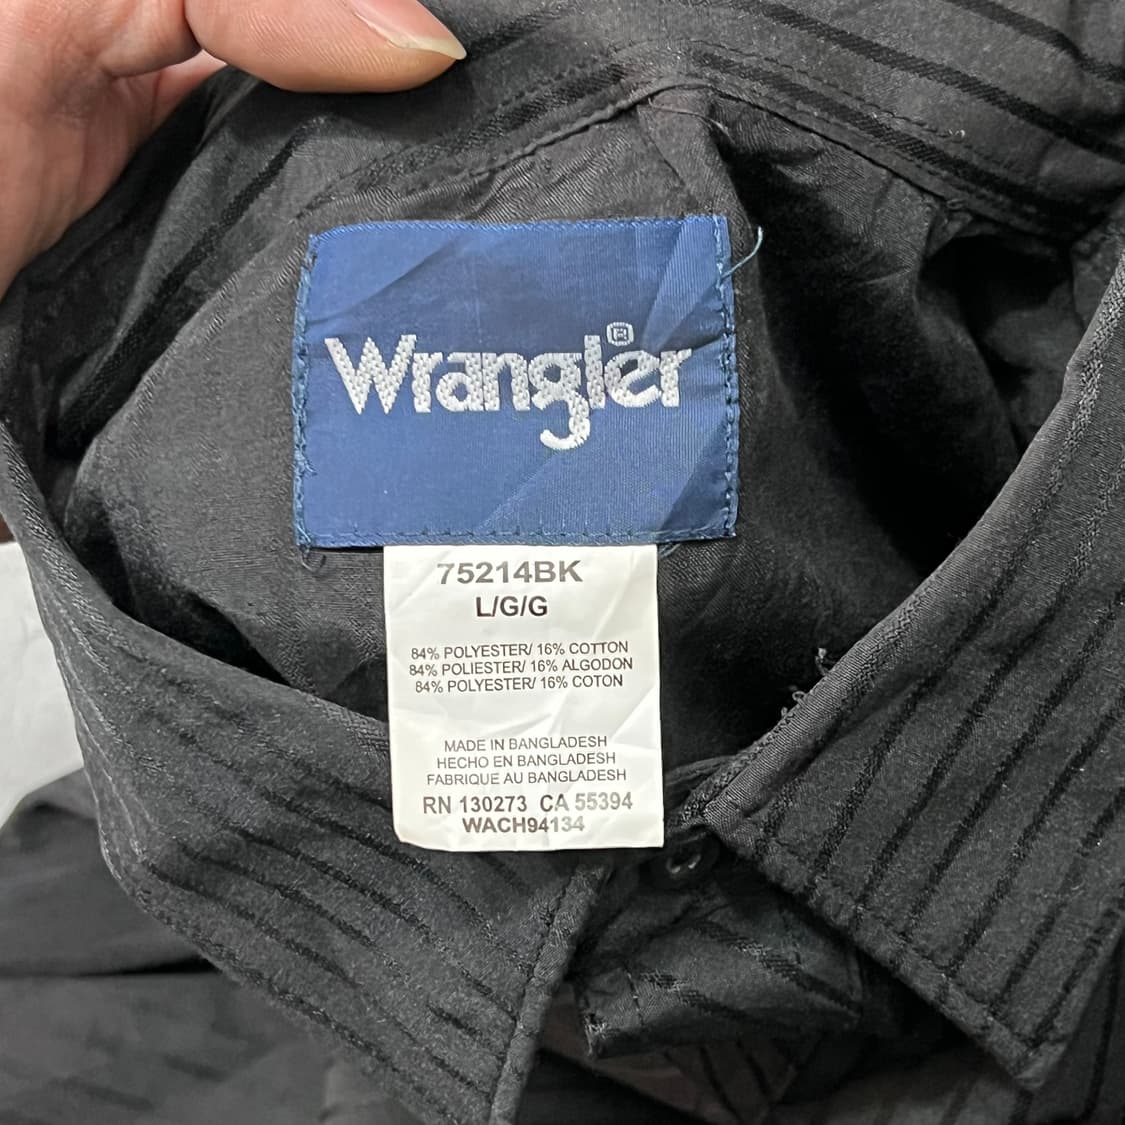 Wrangler®
75214BK
L/G/G
84% POLYESTER/ 16% COTTON
84% POLIESTER/ 16% ALGODON
84% POLYESTER/ 16% COTON
MADE IN BANGLADESH
HECHO EN BANGLADESH
FABRIQUE AU BANGLADESH
RN 130273 CA 55394
WACH94134